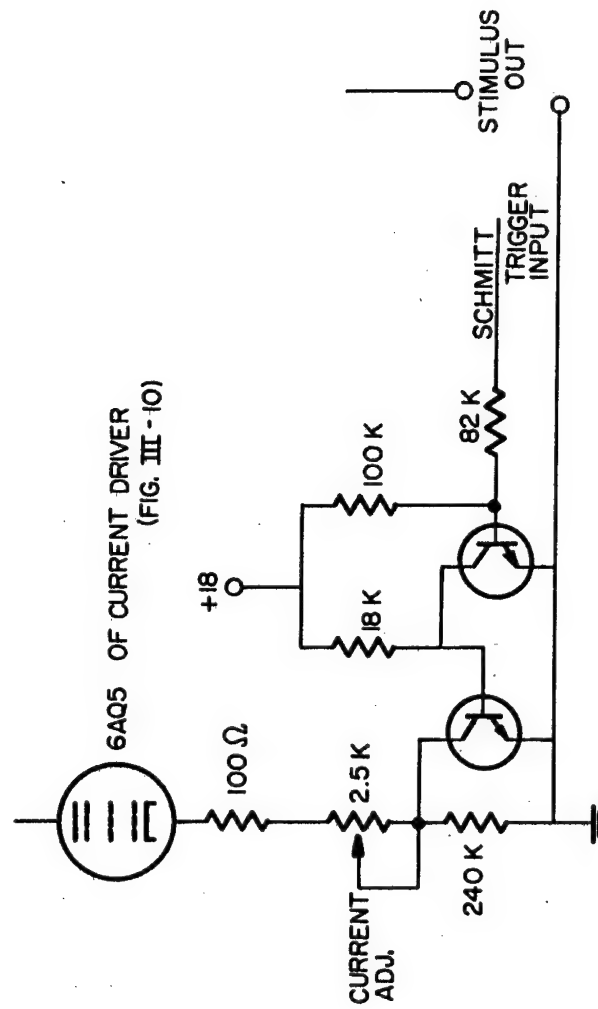 6AQ5 OF CURRENT DRIVER
(FIG. III-10)
100 Ω
+18
2.5 K
18 K
100 K
82 K
CURRENT
ADJ.
240 K
SCHMITT
TRIGGER
INPUT
STIMULUS
OUT